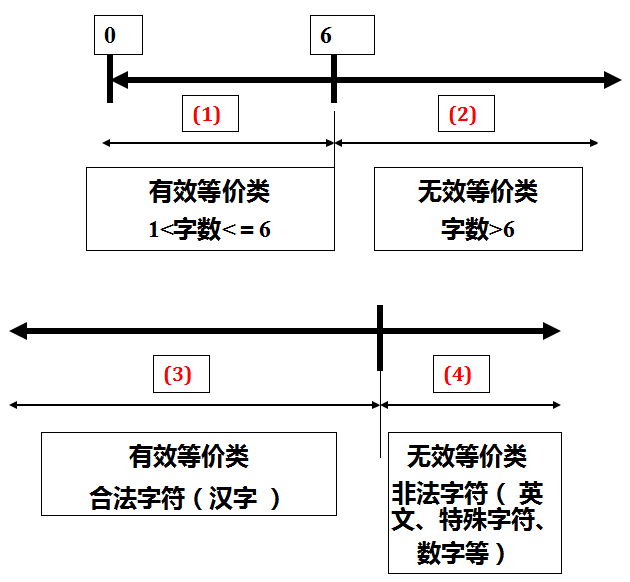 0
6
(1)
(2)
有效等价类
1<字数<=6
无效等价类
字数>6
(3)
(4)
有效等价类
合法字符（汉字 ）
无效等价类
非法字符（ 英
文、特殊字符、
数字等）